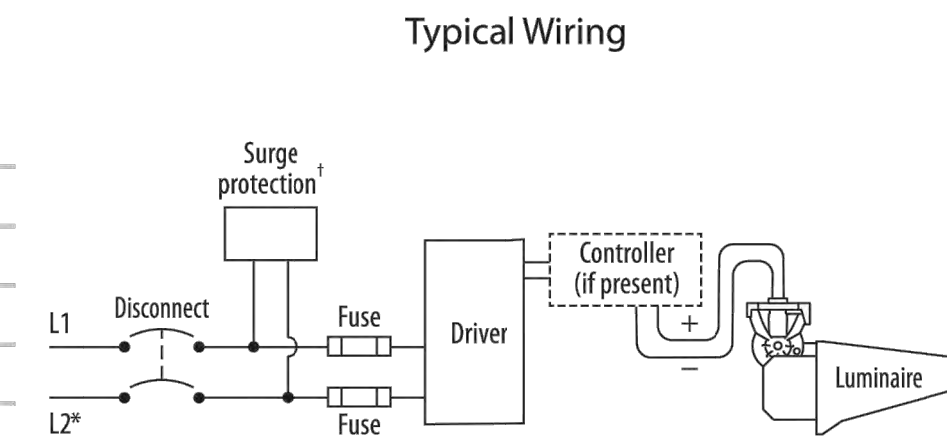 Typical Wiring
Surge
protection†
Disconnect
L1
L2*
Fuse
Fuse
Driver
Controller
(if present)
+
−
Luminaire